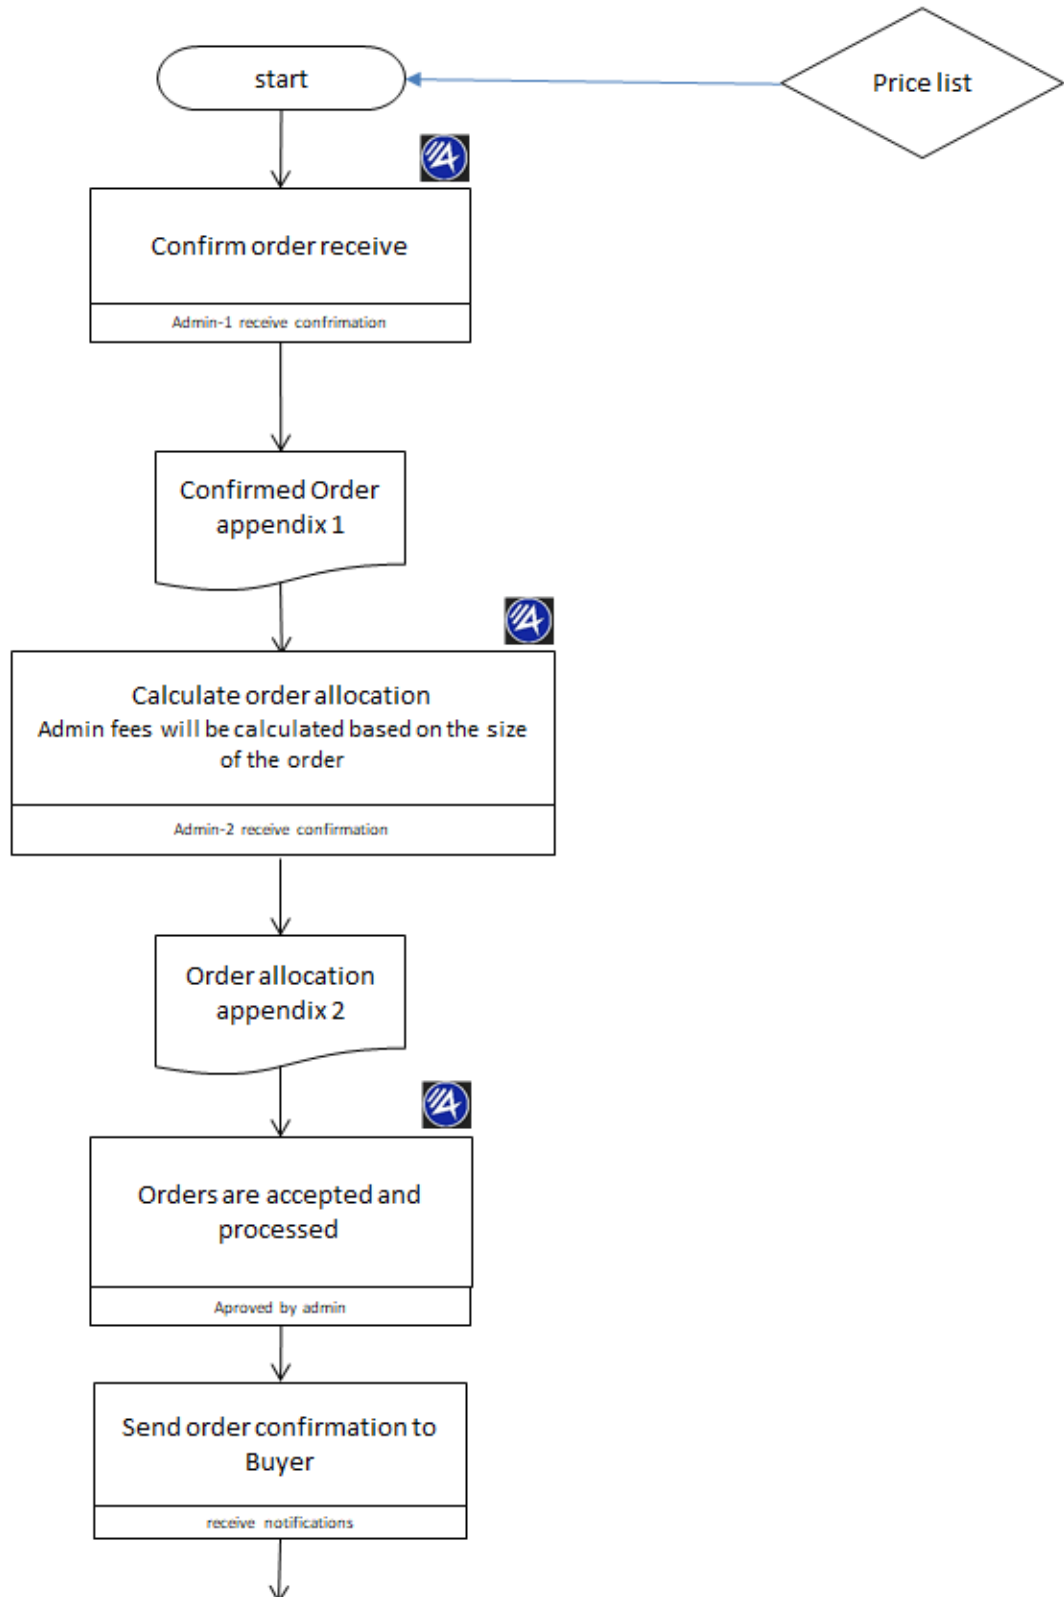 start
Price list
Confirm order receive
Admin-1 receive confrimation
Confirmed Order
appendix 1
Calculate order allocation
Admin fees will be calculated based on the size
of the order
Admin-2 receive confirmation
Order allocation
appendix 2
Orders are accepted and
processed
Aproved by admin
Send order confirmation to
Buyer
receive notifications